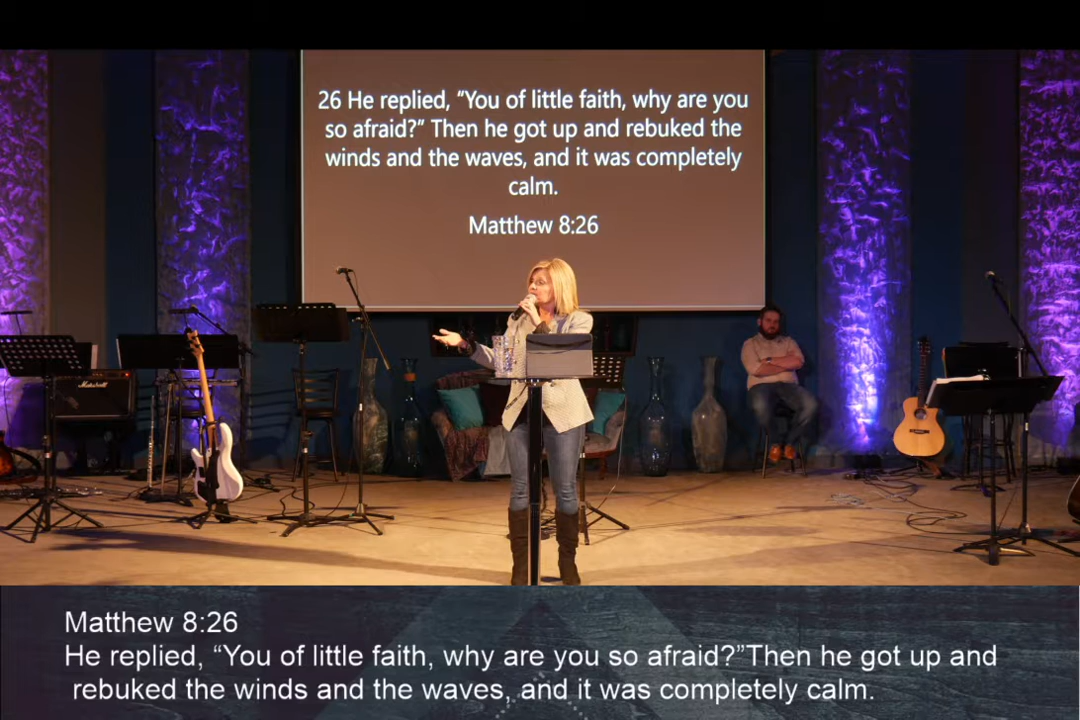 26 He replied, “You of little faith, why are you
so afraid?” Then he got up and rebuked the
winds and the waves, and it was completely
calm.
Matthew 8:26
Marshall
Matthew 8:26
He replied, “You of little faith, why are you so afraid?”Then he got up and
rebuked the winds and the waves, and it was completely calm.